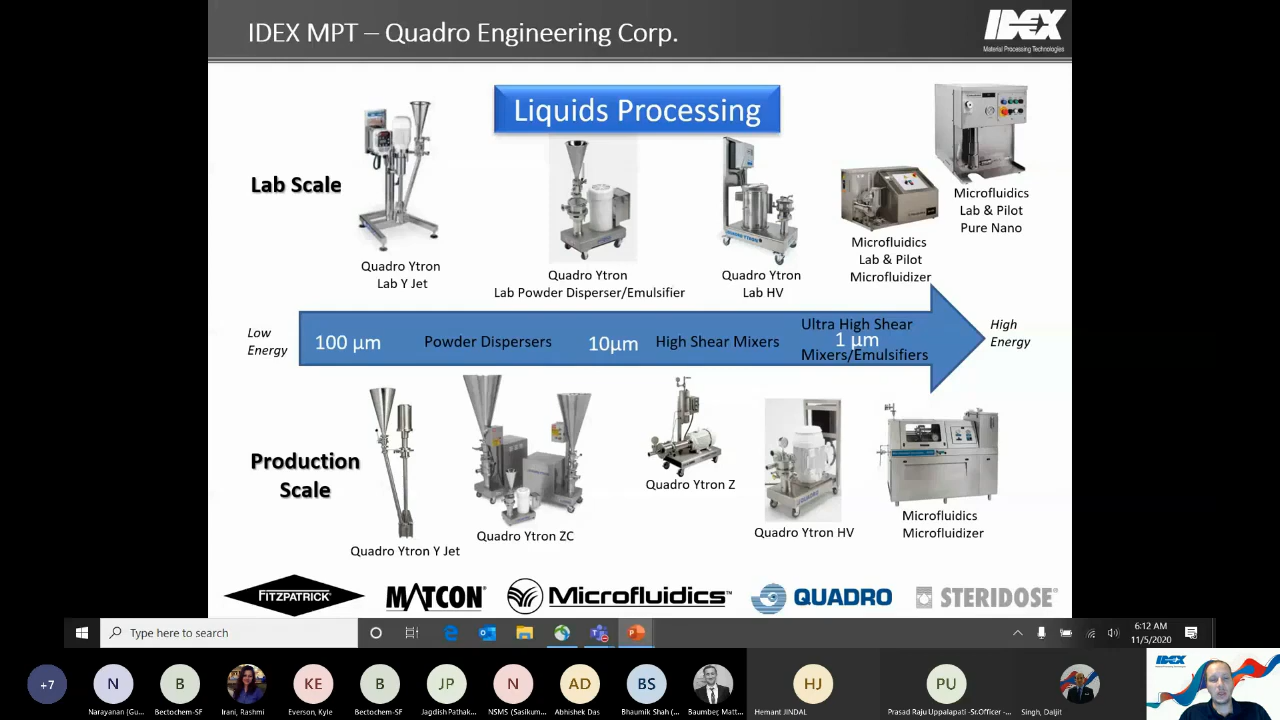 IDEX MPT – Quadro Engineering Corp.
IDEX
Material Processing Technologies
Liquids Processing
Lab Scale
Quadro Ytron
Lab Y Jet
Quadro Ytron
Lab Powder Disperser/Emulsifier
Quadro Ytron
Lab HV
Microfluidics
Lab & Pilot
Microfluidizer
Microfluidics
Lab & Pilot
Pure Nano
Low
Energy
100 µm
Powder Dispersers
10µm
High Shear Mixers
Ultra High Shear
1 µm
Mixers/Emulsifiers
High
Energy
Production
Scale
Quadro Ytron Y Jet
Quadro Ytron ZC
Quadro Ytron Z
QUADRO
Quadro Ytron HV
Microfluidics
Microfluidizer
FITZPATRICK
MATCON
Microfluidics™
QUADRO
STERIDOSE
Type here to search
6:12 AM
11/5/2020
+7
N
B
KE
B
JP
N
AD
BS
HJ
PU
IDEX
Narayanan (Gu...
Bectochem-SF
Irani, Rashmi
Everson, Kyle
Bectochem-SF
Jagdish Pathak...
NSMS (Sasikum...
Abhishek Das
Bhaumik Shah (...
Baumber, Matt...
Hemant JINDAL
Prasad Raju Uppalapati -Sr.Officer -...
Singh, Daljit